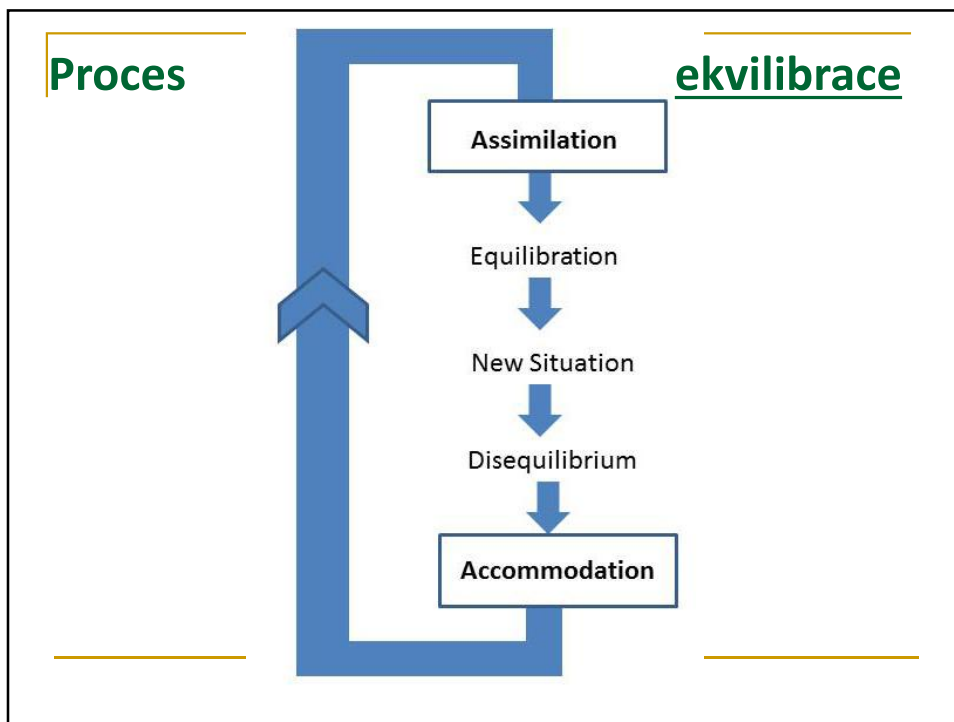 Proces ekvilibrace
Assimilation
Equilibration
New Situation
Disequilibrium
Accommodation